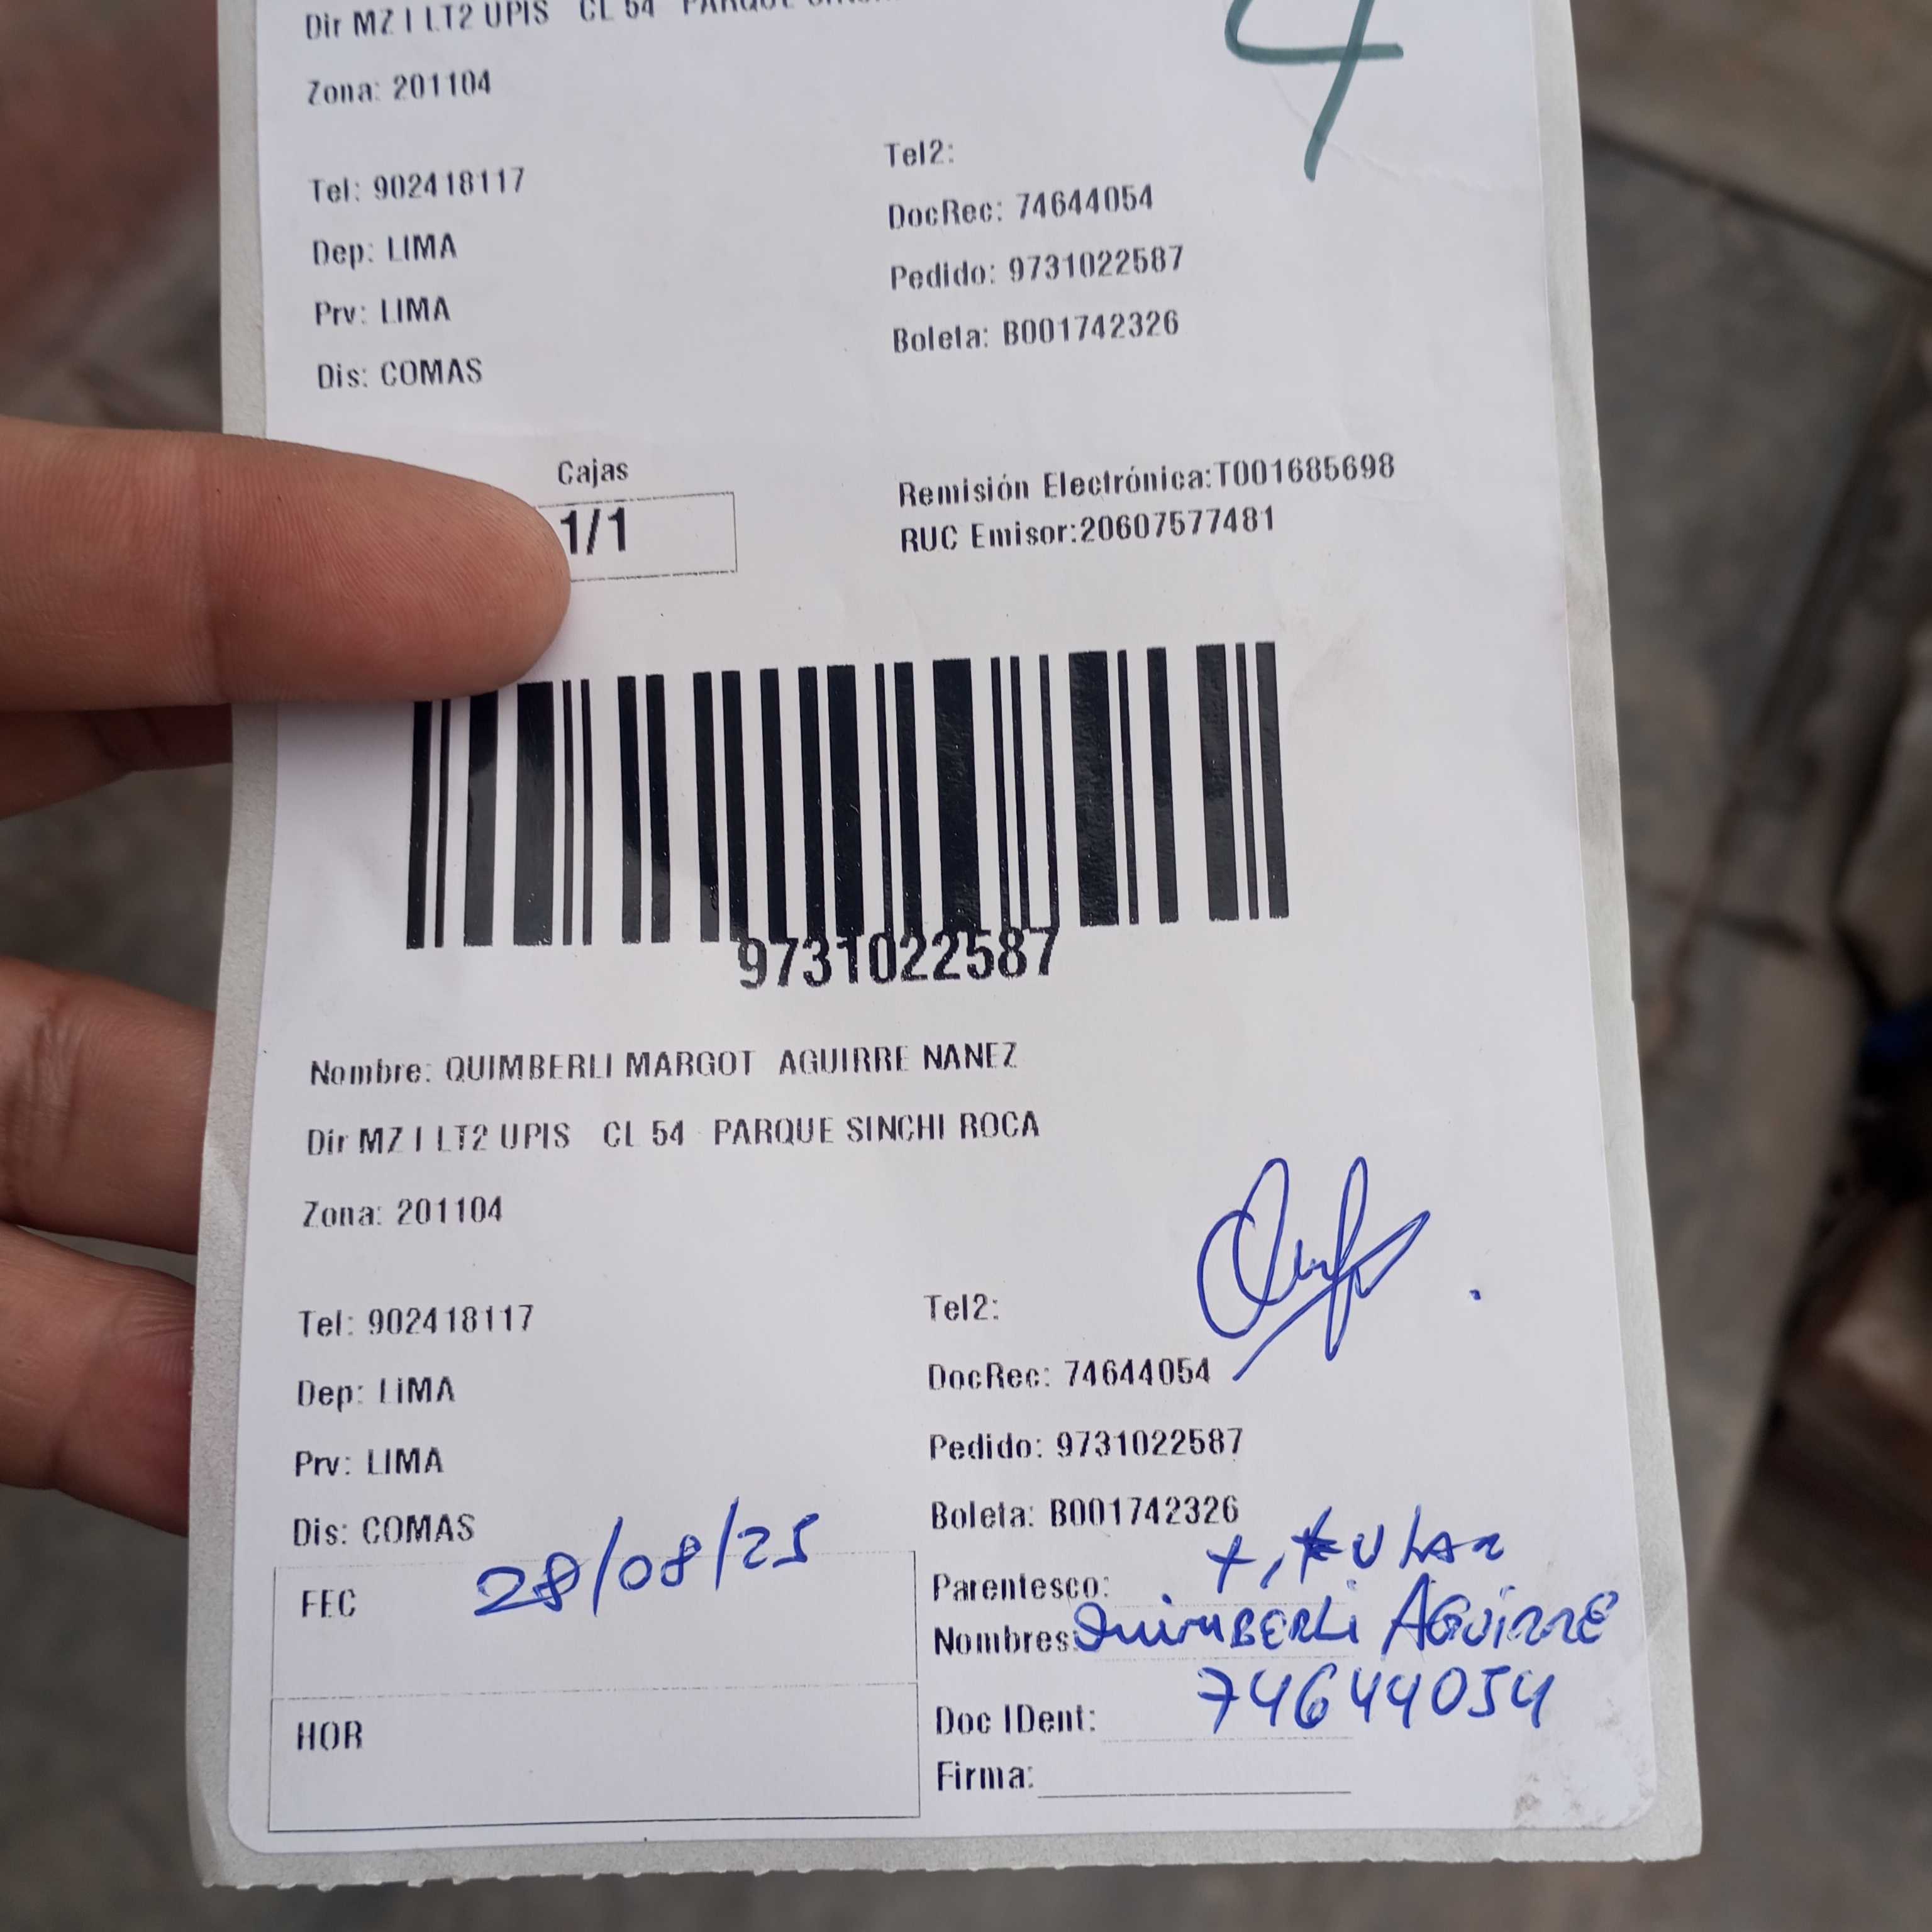 Dir MZ I LT2 UPIS CL 54 PARQUE
4
Zona: 201104
Tel: 902418117
Tel2:
Dep: LIMA
DocRec: 74644054
Prv: LIMA
Pedido: 9731022587
Dis: COMAS
Boleta: B001742326
Cajas
1/1
Remisión Electrónica:T001685698
RUC Emisor:20607577481
9731022587
Nombre: QUIMBERLI MARGOT AGUIRRE NANEZ
Dir MZ I LT2 UPIS CL 54 PARQUE SINCHI ROCA
Zona: 201104
Tel: 902418117
Tel2:
Dep: LIMA
DocRec: 74644054
Prv: LIMA
Pedido: 9731022587
Dis: COMAS
Boleta: B001742326
FEC 28/08/25
HOR
Parentesco: titular
Nombres: QuimBERLi AGuirrE
Doc IDent: 74644054
Firma: